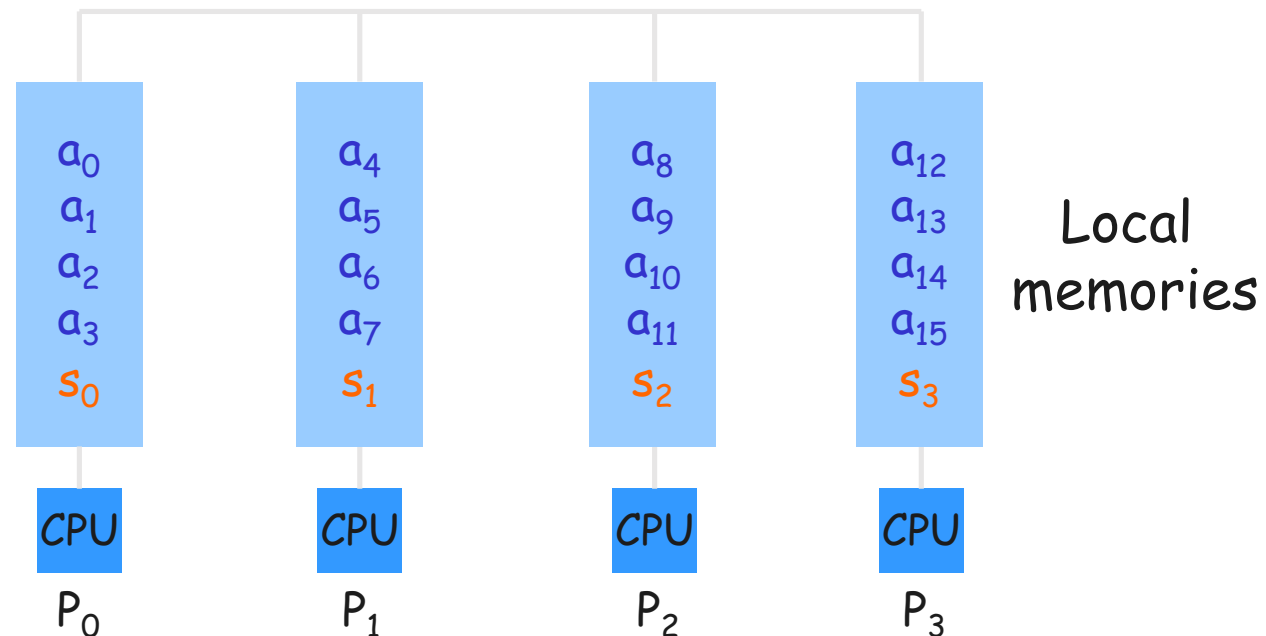 a₀ a₄ a₈ a₁₂
a₁ a₅ a₉ a₁₃
a₂ a₆ a₁₀ a₁₄
a₃ a₇ a₁₁ a₁₅
s₀ s₁ s₂ s₃
Local
memories
CPU CPU CPU CPU
P₀ P₁ P₂ P₃